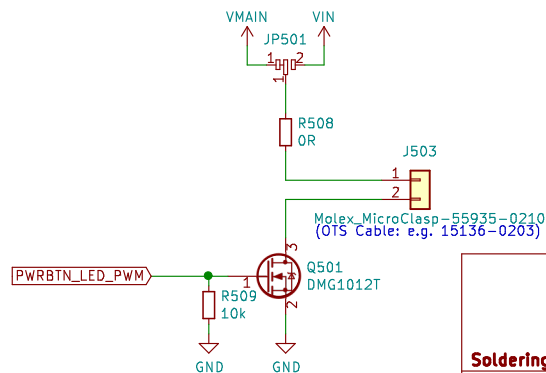 VMAIN VIN
JP501
1 2
1
R508
0R
J503
1
2
Molex_MicroClasp-55935-0210
(OTS Cable: e.g. 15136-0203)
3
PWRBTN_LED_PWM
1
Q501
DMG1012T
R509
10k
2
GND GND
Soldering